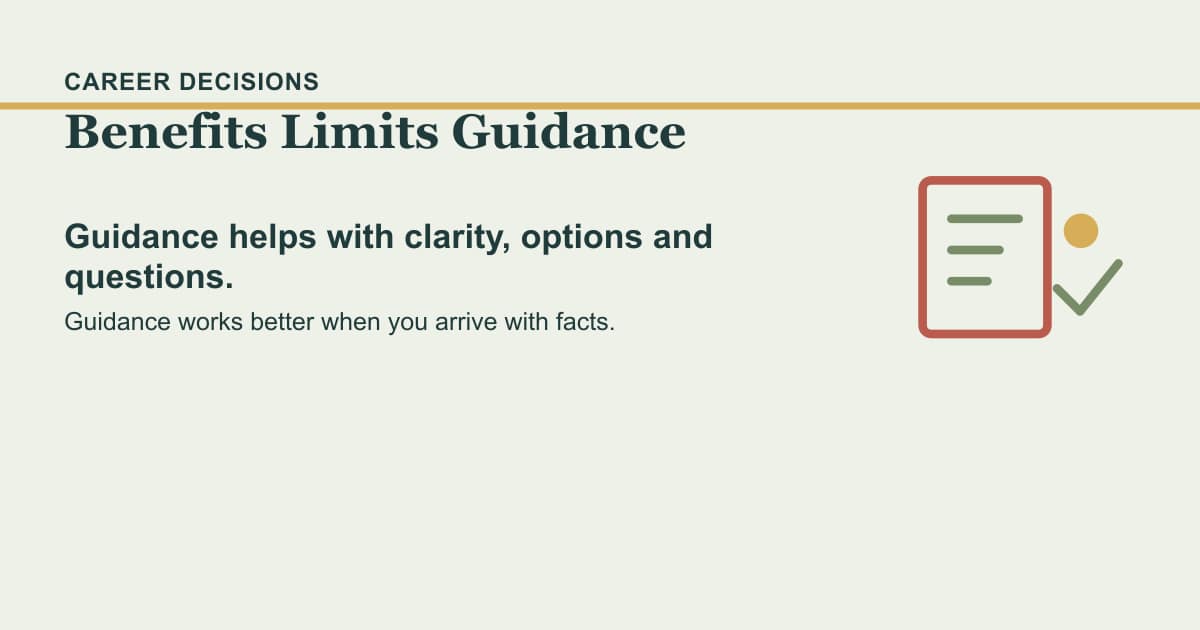 CAREER DECISIONS
Benefits Limits Guidance
Guidance helps with clarity, options and
questions.
Guidance works better when you arrive with facts.